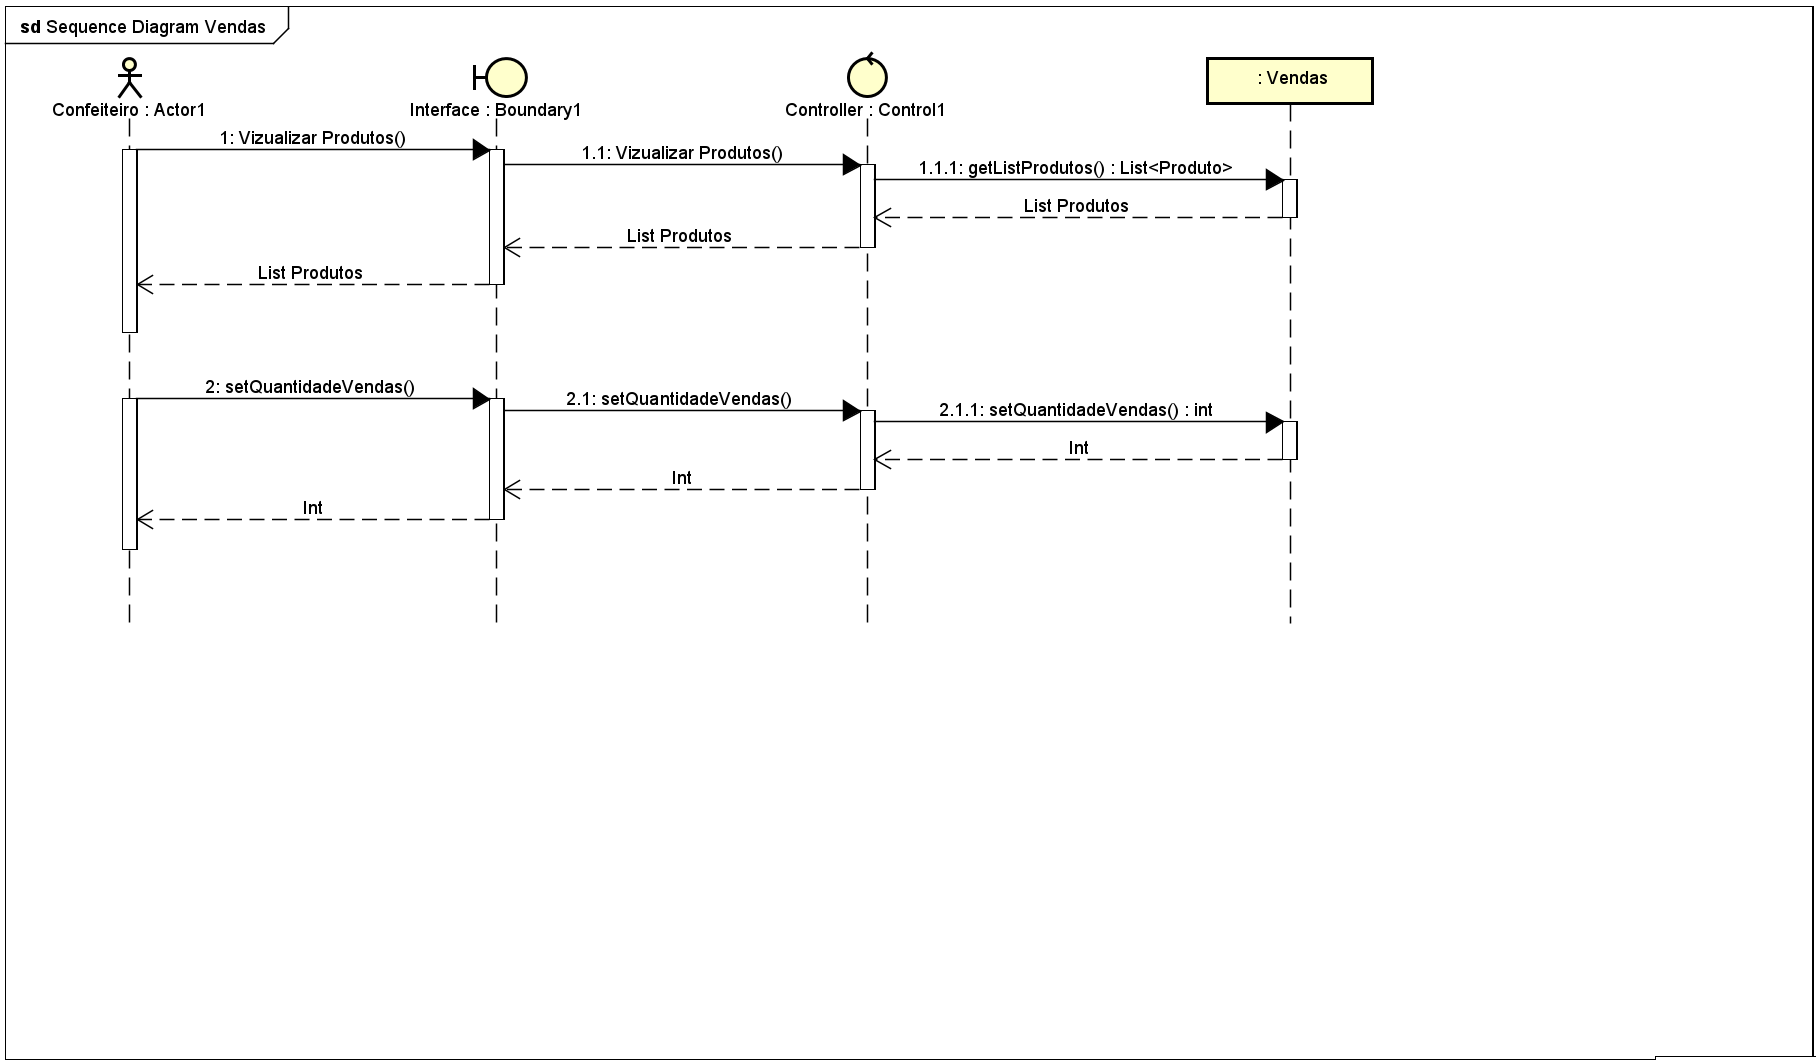 sd Sequence Diagram Vendas
Confeiteiro : Actor1
Interface : Boundary1
Controller : Control1
: Vendas
1: Vizualizar Produtos()
1.1: Vizualizar Produtos()
1.1.1: getListProdutos() : List<Produto>
List Produtos
List Produtos
List Produtos
2: setQuantidadeVendas()
2.1: setQuantidadeVendas()
2.1.1: setQuantidadeVendas() : int
Int
Int
Int